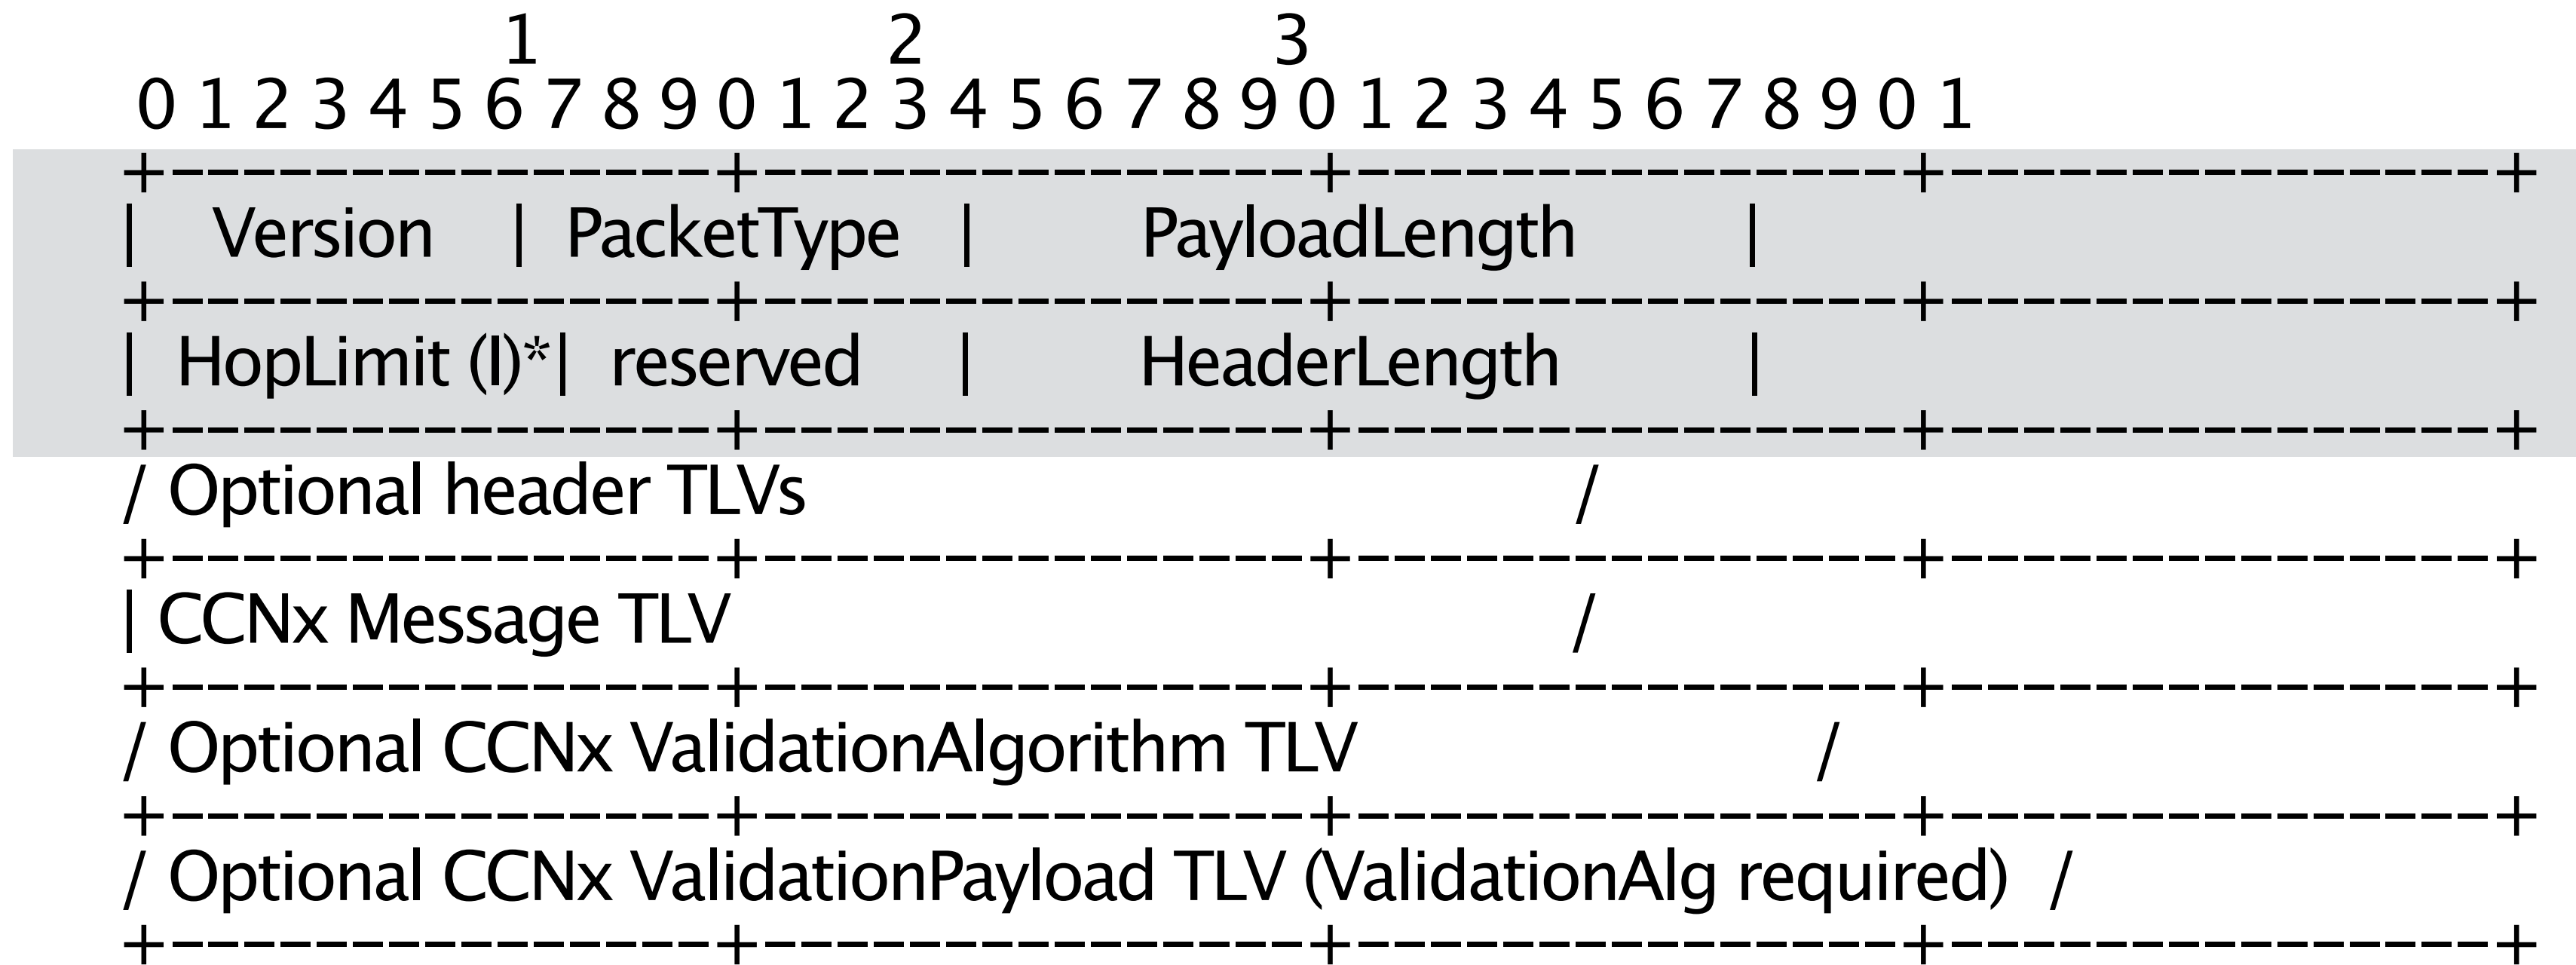 1 2 3
0 1 2 3 4 5 6 7 8 9 0 1 2 3 4 5 6 7 8 9 0 1 2 3 4 5 6 7 8 9 0 1
+---------------+---------------+---------------+---------------+
| Version | PacketType | PayloadLength |
+---------------+---------------+---------------+---------------+
| HopLimit (I)*| reserved | HeaderLength |
+---------------+---------------+---------------+---------------+
/ Optional header TLVs /
+---------------+---------------+---------------+---------------+
| CCNx Message TLV /
+---------------+---------------+---------------+---------------+
/ Optional CCNx ValidationAlgorithm TLV /
+---------------+---------------+---------------+---------------+
/ Optional CCNx ValidationPayload TLV (ValidationAlg required) /
+---------------+---------------+---------------+---------------+